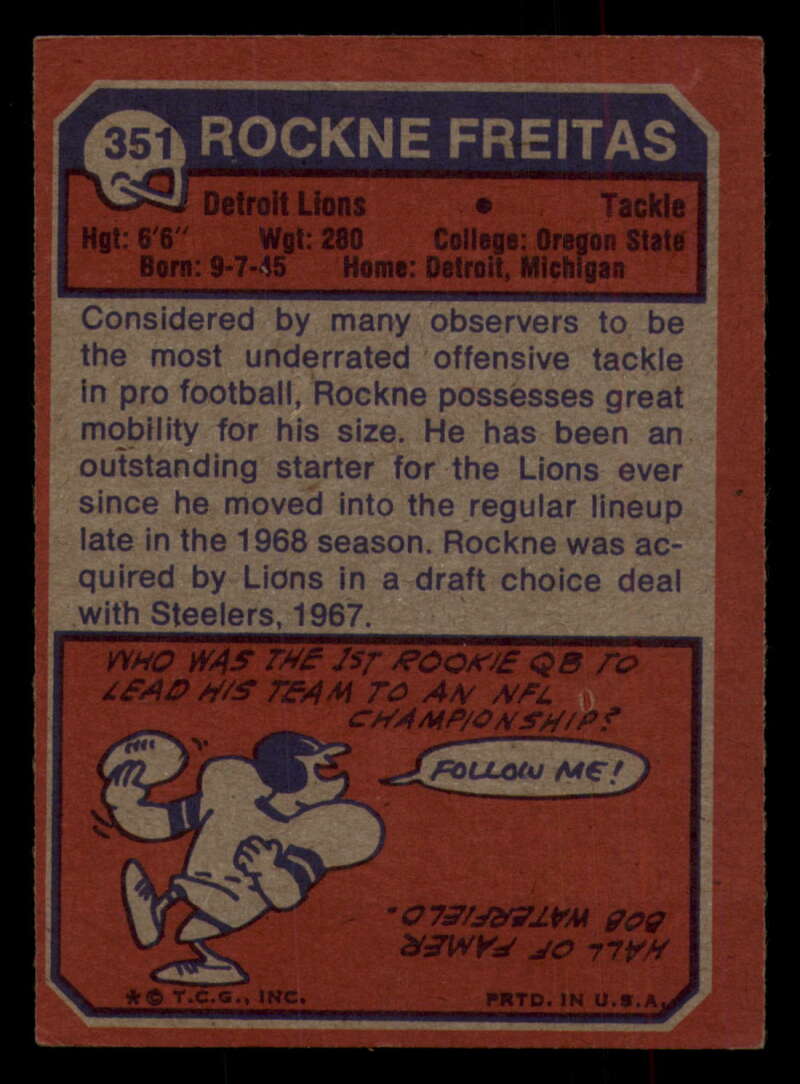 351 ROCKNE FREITAS
Detroit Lions • Tackle
Hgt: 6'6" Wgt: 280 College: Oregon State
Born: 9-7-45 Home: Detroit, Michigan
Considered by many observers to be
the most underrated offensive tackle
in pro football, Rockne possesses great
mobility for his size. He has been an
outstanding starter for the Lions ever
since he moved into the regular lineup
late in the 1968 season. Rockne was ac-
quired by Lions in a draft choice deal
with Steelers, 1967.
WHO WAS THE 1ST ROOKIE QB TO
LEAD HIS TEAM TO AN NFL
CHAMPIONSHIP?
FOLLOW ME!
HALL OF FAMER
BOB WATERFIELD.
*© T.C.G., INC. PRTD. IN U.S.A.